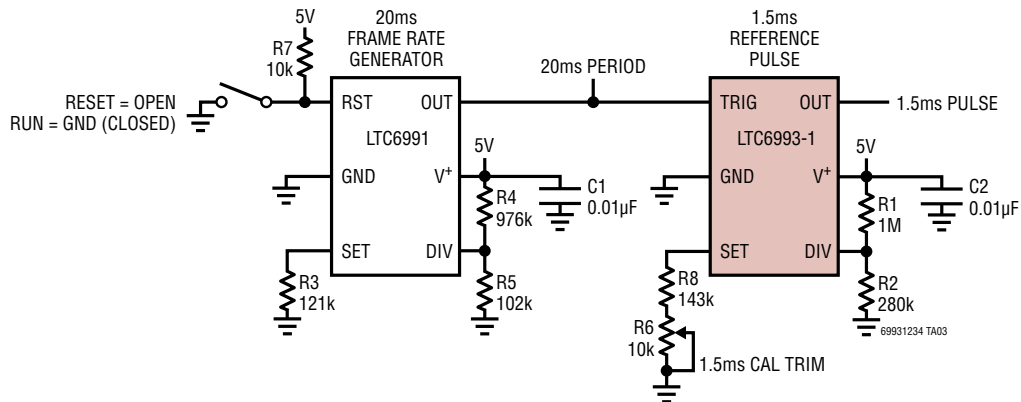 5V
R7
10k
RESET = OPEN
RUN = GND (CLOSED)
20ms
FRAME RATE
GENERATOR
RST
OUT
LTC6991
GND
V+
SET
DIV
5V
R4
976k
C1
0.01µF
R3
121k
R5
102k
20ms PERIOD
1.5ms
REFERENCE
PULSE
TRIG
OUT
LTC6993-1
GND
V+
SET
DIV
1.5ms PULSE
5V
C2
0.01µF
R1
1M
R8
143k
R2
280k
R6
10k
1.5ms CAL TRIM
69931234 TA03